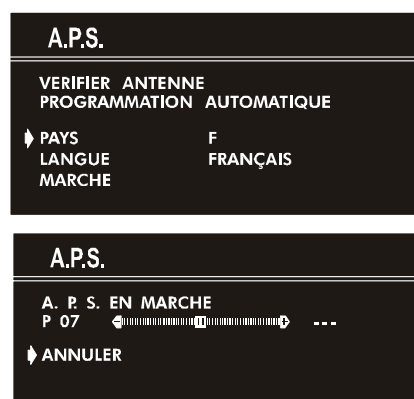 A.P.S.
VERIFIER ANTENNE
PROGRAMMATION AUTOMATIQUE
PAYS F
LANGUE FRANÇAIS
MARCHE
A.P.S.
A. P. S. EN MARCHE
P 07 ---
ANNULER